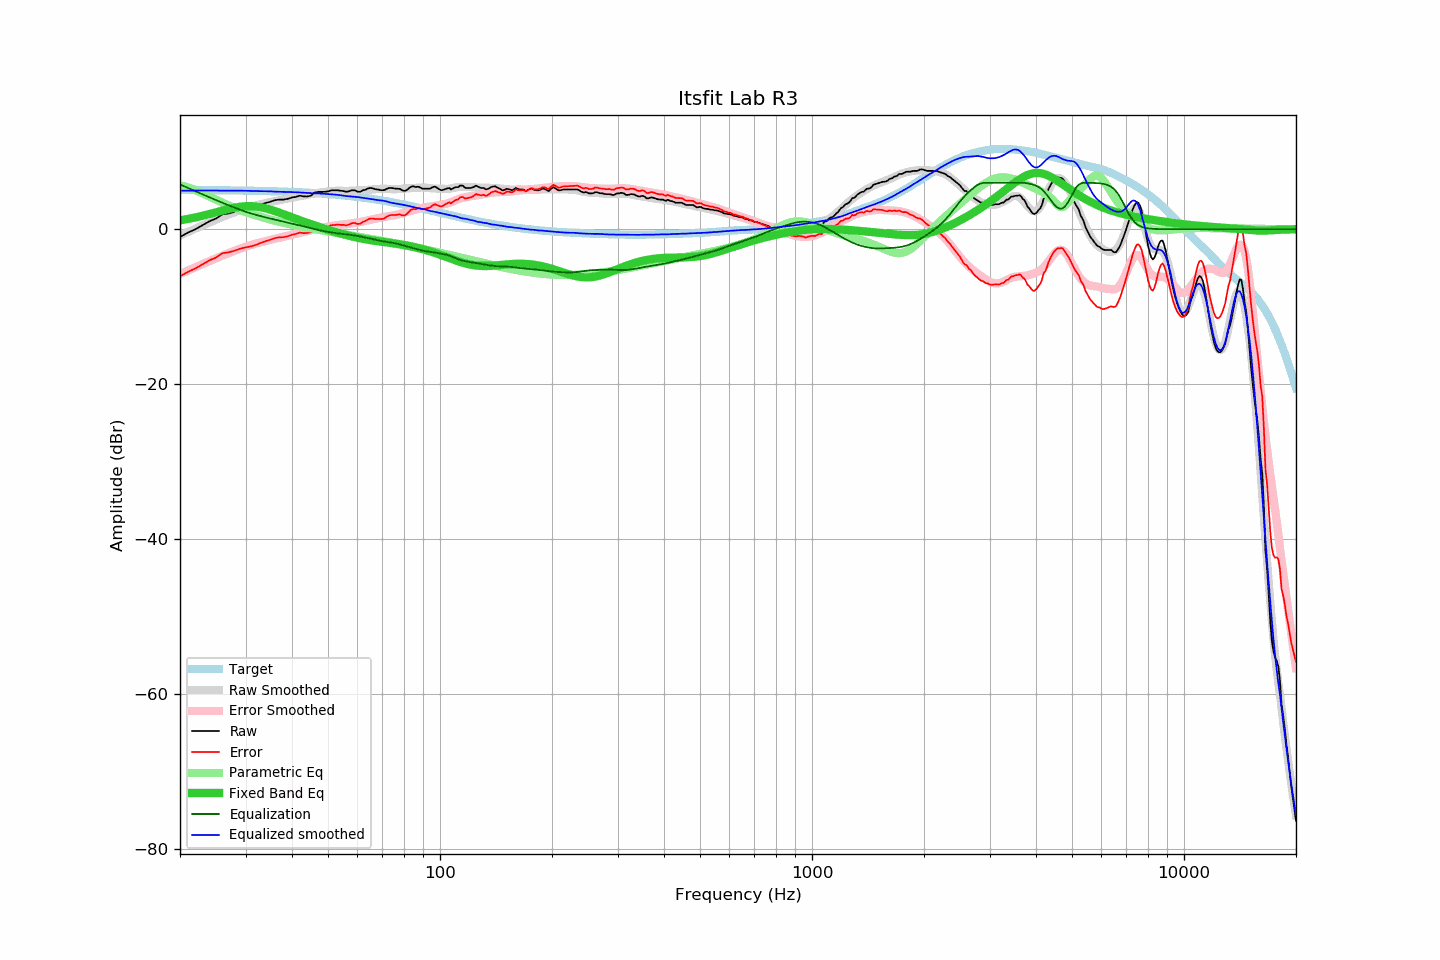 Itsfit Lab R3
0
−20
−40
−60
−80
Amplitude (dBr)
Target
Raw Smoothed
Error Smoothed
Raw
Error
Parametric Eq
Fixed Band Eq
Equalization
Equalized smoothed
100
1000
10000
Frequency (Hz)